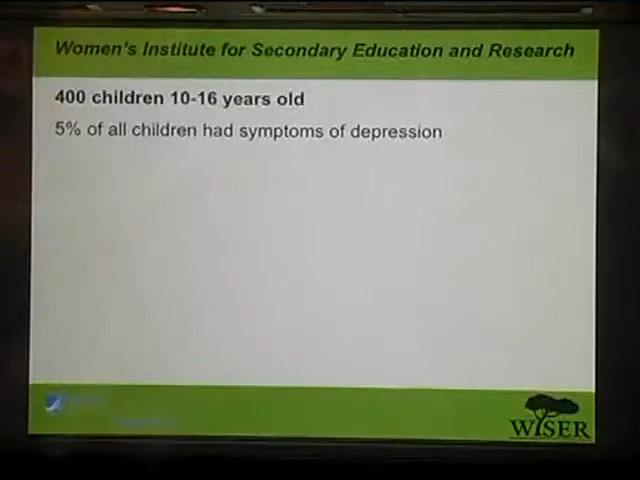 Women's Institute for Secondary Education and Research
400 children 10-16 years old
5% of all children had symptoms of depression
WISER